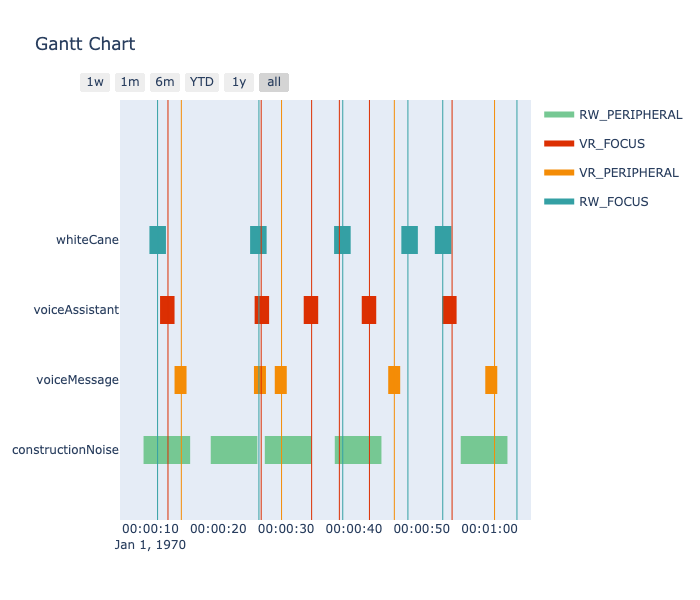 Gantt Chart
1w 1m 6m YTD 1y all
RW_PERIPHERAL
VR_FOCUS
VR_PERIPHERAL
RW_FOCUS
whiteCane
voiceAssistant
voiceMessage
constructionNoise
00:00:10 00:00:20 00:00:30 00:00:40 00:00:50 00:01:00
Jan 1, 1970